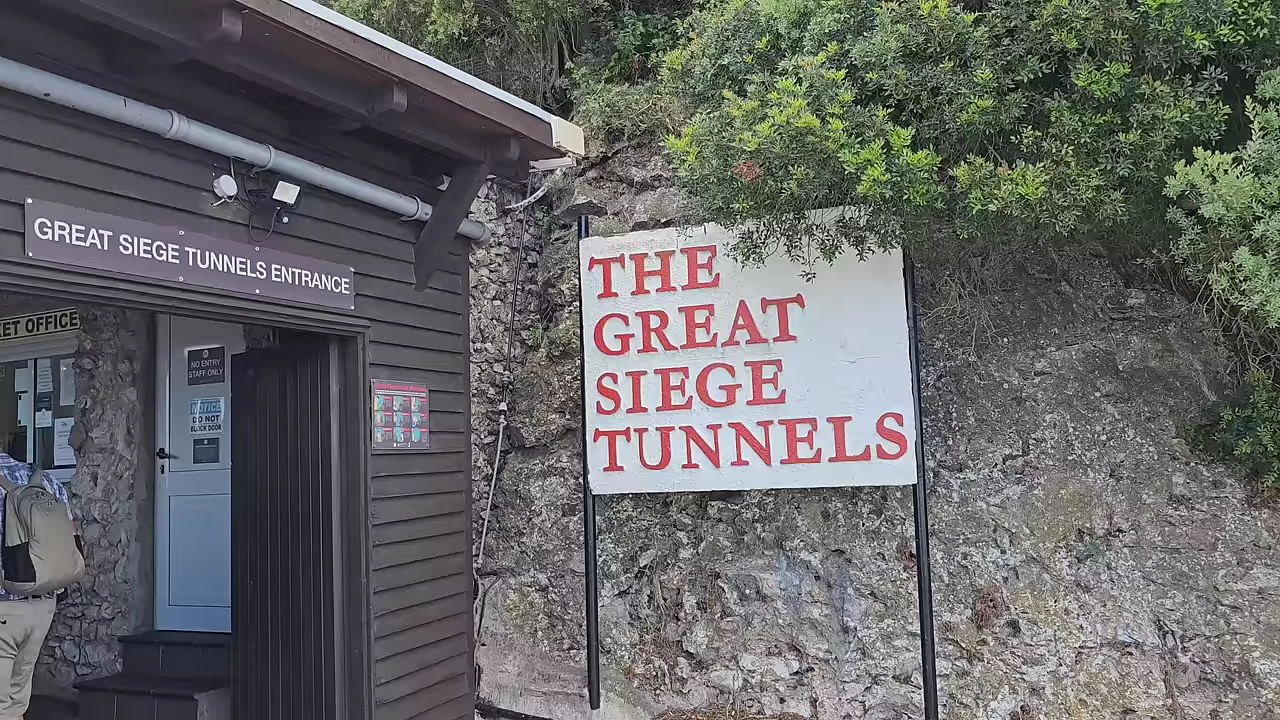 GREAT SIEGE TUNNELS ENTRANCE
KET OFFICE
NO ENTRY
STAFF ONLY
NOTICE
DO NOT
BLOCK DOOR
THE
GREAT
SIEGE
TUNNELS